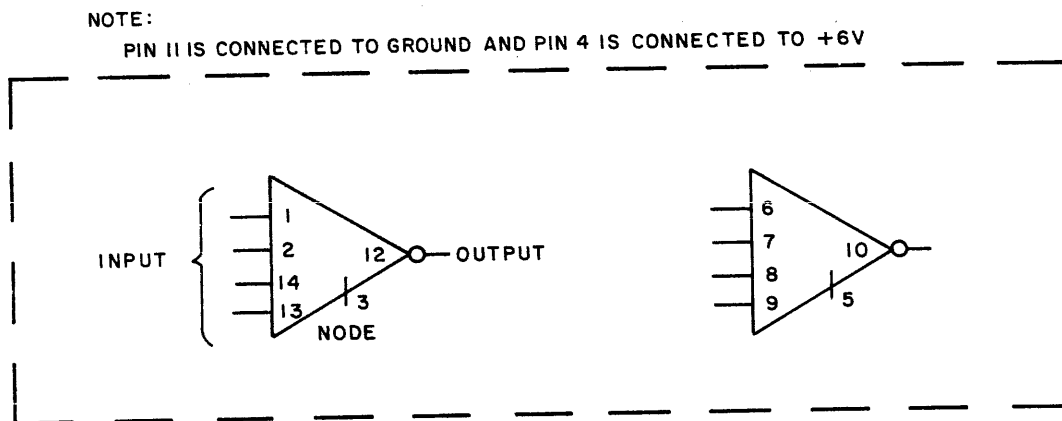 NOTE:
PIN 11 IS CONNECTED TO GROUND AND PIN 4 IS CONNECTED TO +6V
INPUT
1
2
14
13
12
OUTPUT
3
NODE
6
7
8
9
10
5